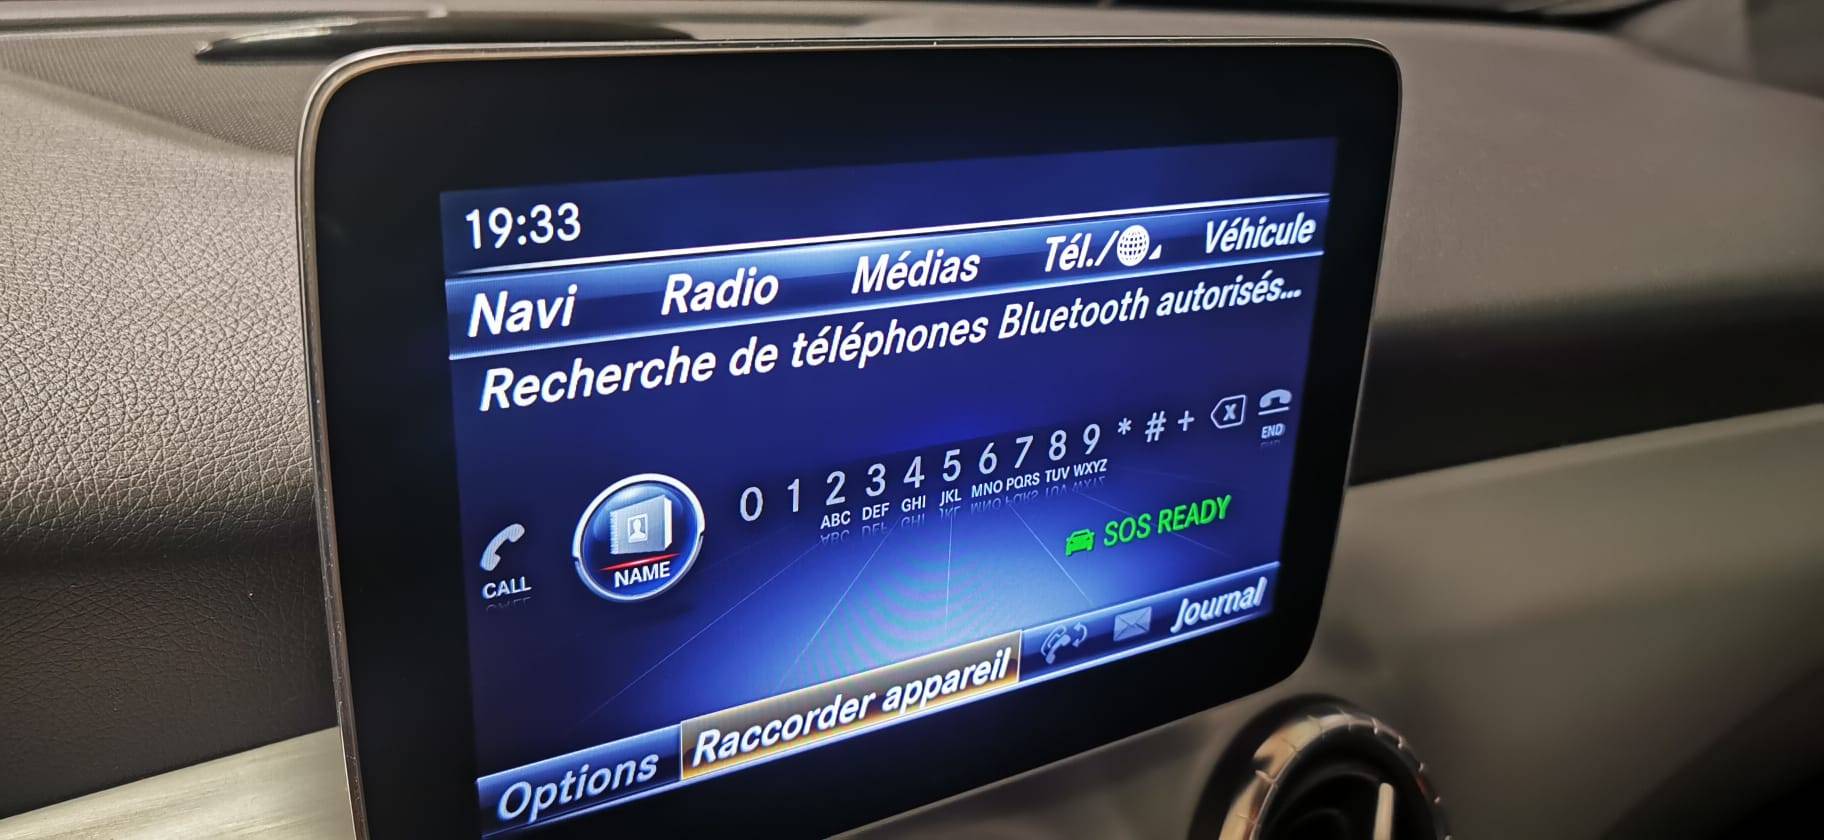 19:33
Navi Radio Médias Tél./ Véhicule
Recherche de téléphones Bluetooth autorisés...
0 1 2 3 4 5 6 7 8 9 * # + X
ABC DEF GHI JKL MNO PQRS TUV WXYZ
END
CALL
NAME
SOS READY
Options Raccorder appareil Journal